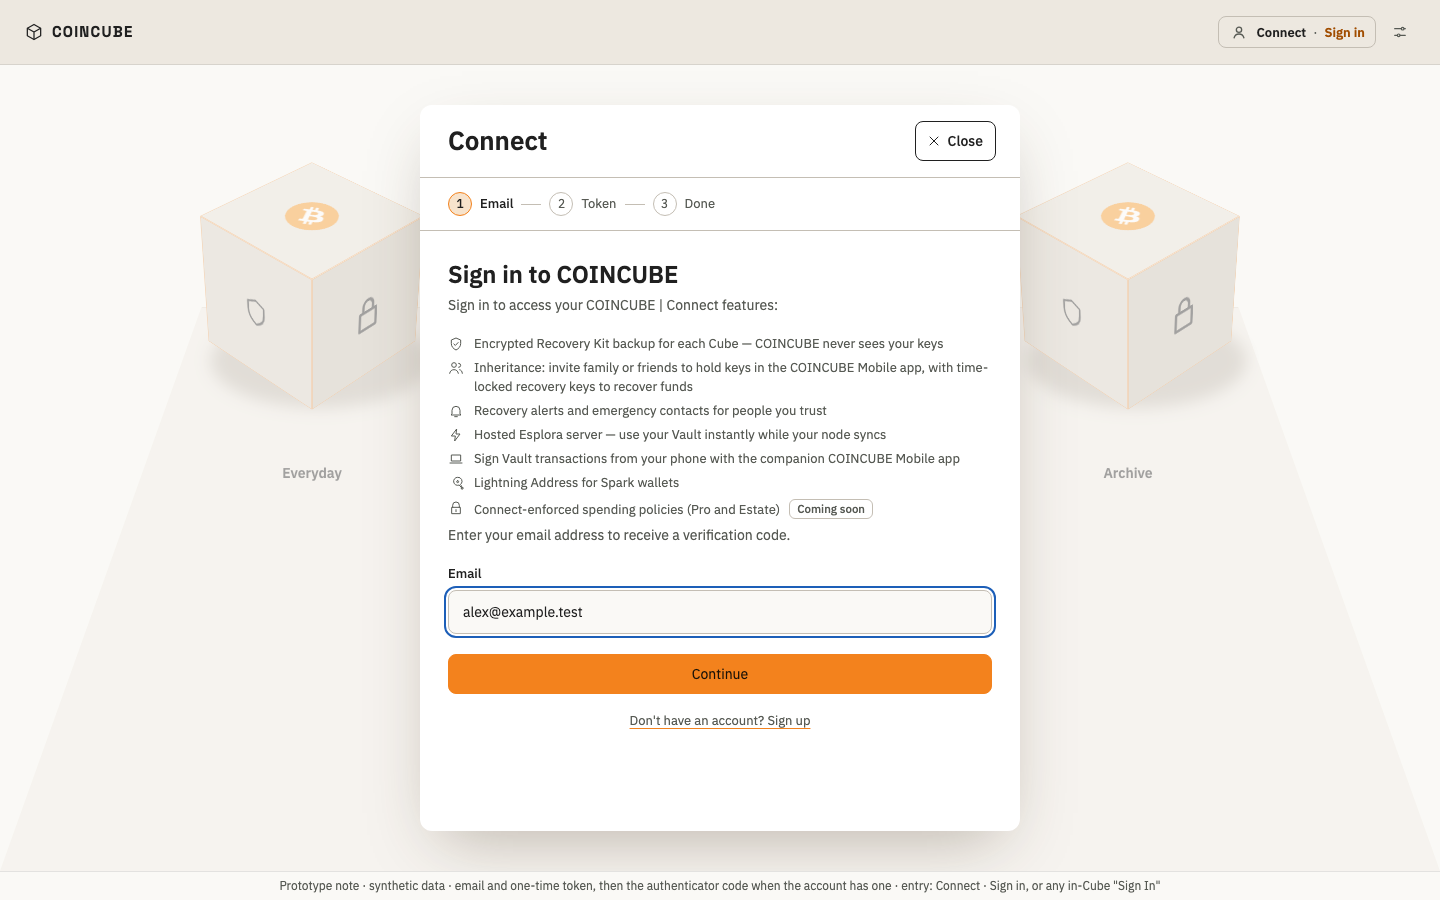 COINCUBE
Connect · Sign in
Connect
Close
1 Email
2 Token
3 Done
Sign in to COINCUBE
Sign in to access your COINCUBE | Connect features:
Encrypted Recovery Kit backup for each Cube — COINCUBE never sees your keys
Inheritance: invite family or friends to hold keys in the COINCUBE Mobile app, with time-
locked recovery keys to recover funds
Recovery alerts and emergency contacts for people you trust
Hosted Esplora server — use your Vault instantly while your node syncs
Sign Vault transactions from your phone with the companion COINCUBE Mobile app
Lightning Address for Spark wallets
Connect-enforced spending policies (Pro and Estate) Coming soon
Enter your email address to receive a verification code.
Email
alex@example.test
Continue
Don't have an account? Sign up
Everyday
Archive
Prototype note · synthetic data · email and one-time token, then the authenticator code when the account has one · entry: Connect · Sign in, or any in-Cube "Sign In"